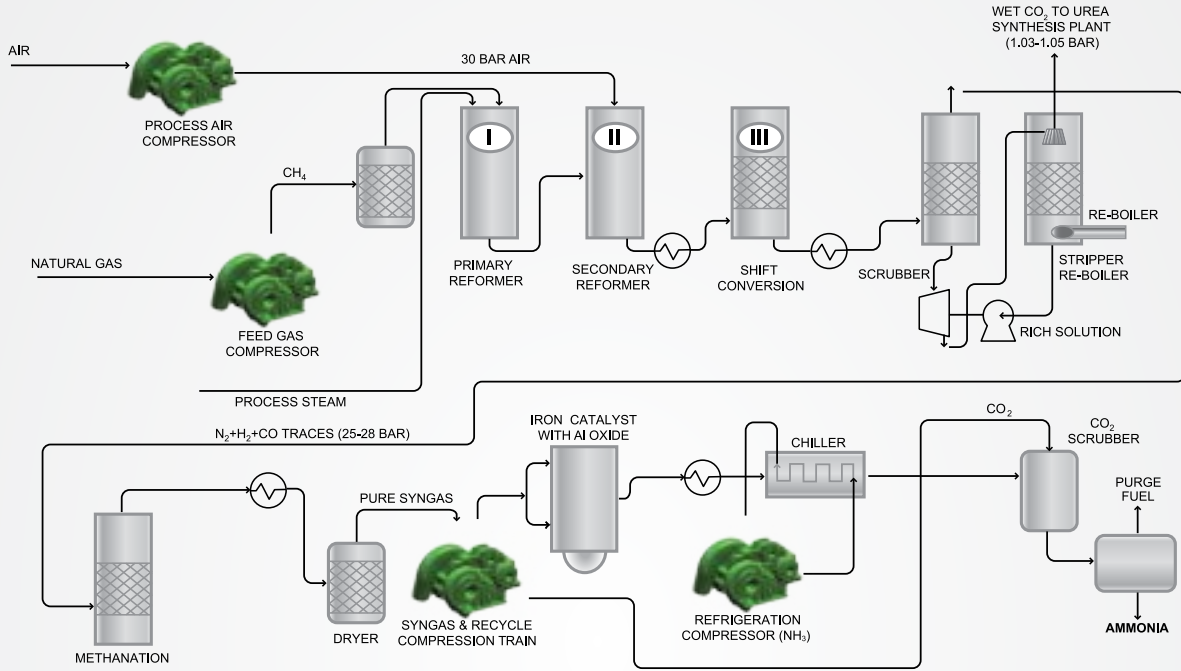 WET CO₂ TO UREA
SYNTHESIS PLANT
(1.03-1.05 BAR)
AIR
30 BAR AIR
PROCESS AIR
COMPRESSOR
I
II
III
CH₄
RE-BOILER
NATURAL GAS
PRIMARY
REFORMER
SECONDARY
REFORMER
SHIFT
CONVERSION
SCRUBBER
STRIPPER
RE-BOILER
FEED GAS
COMPRESSOR
RICH SOLUTION
PROCESS STEAM
N₂+H₂+CO TRACES (25-28 BAR)
IRON CATALYST
WITH Al OXIDE
CHILLER
CO₂
CO₂
SCRUBBER
PURE SYNGAS
PURGE
FUEL
METHANATION
DRYER
SYNGAS & RECYCLE
COMPRESSION TRAIN
REFRIGERATION
COMPRESSOR (NH₃)
AMMONIA